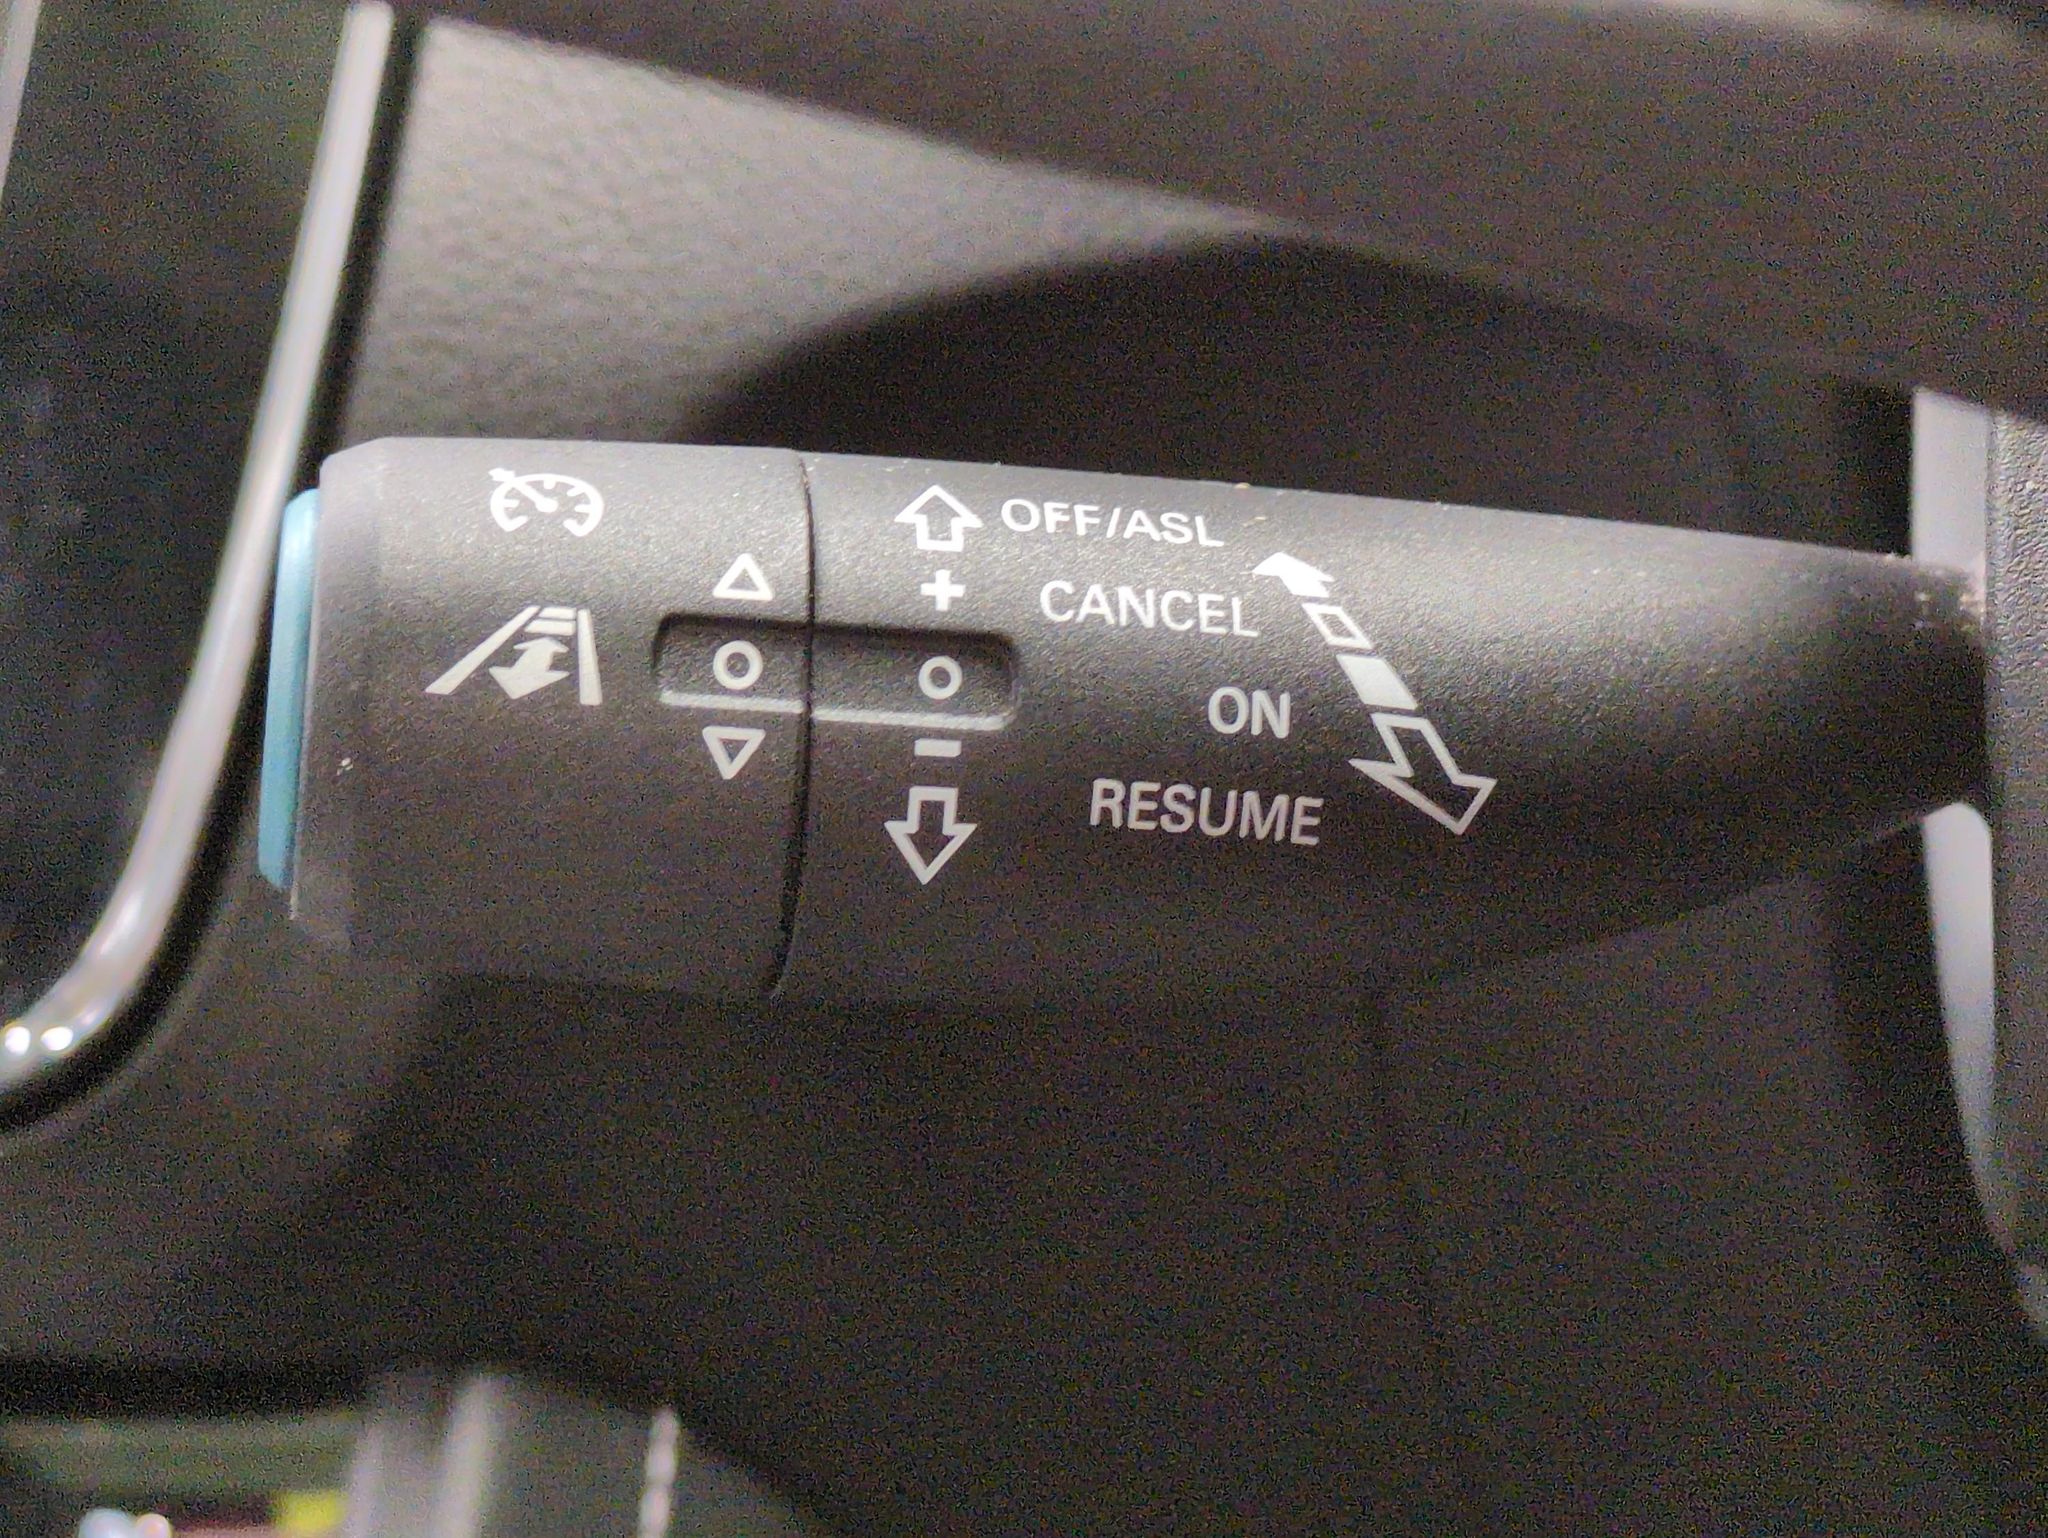 OFF/ASL
+ CANCEL
ON
-
RESUME